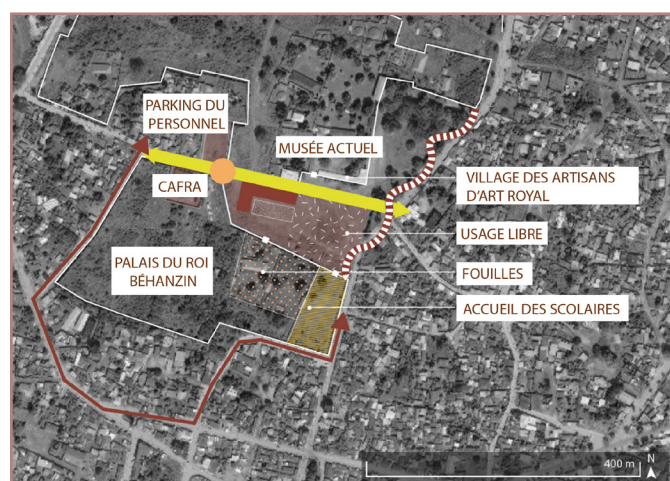 PARKING DU
PERSONNEL
MUSÉE ACTUEL
CAFRA
VILLAGE DES ARTISANS
D'ART ROYAL
USAGE LIBRE
PALAIS DU ROI
BÉHANZIN
FOUILLES
ACCUEIL DES SCOLAIRES
400 m
N